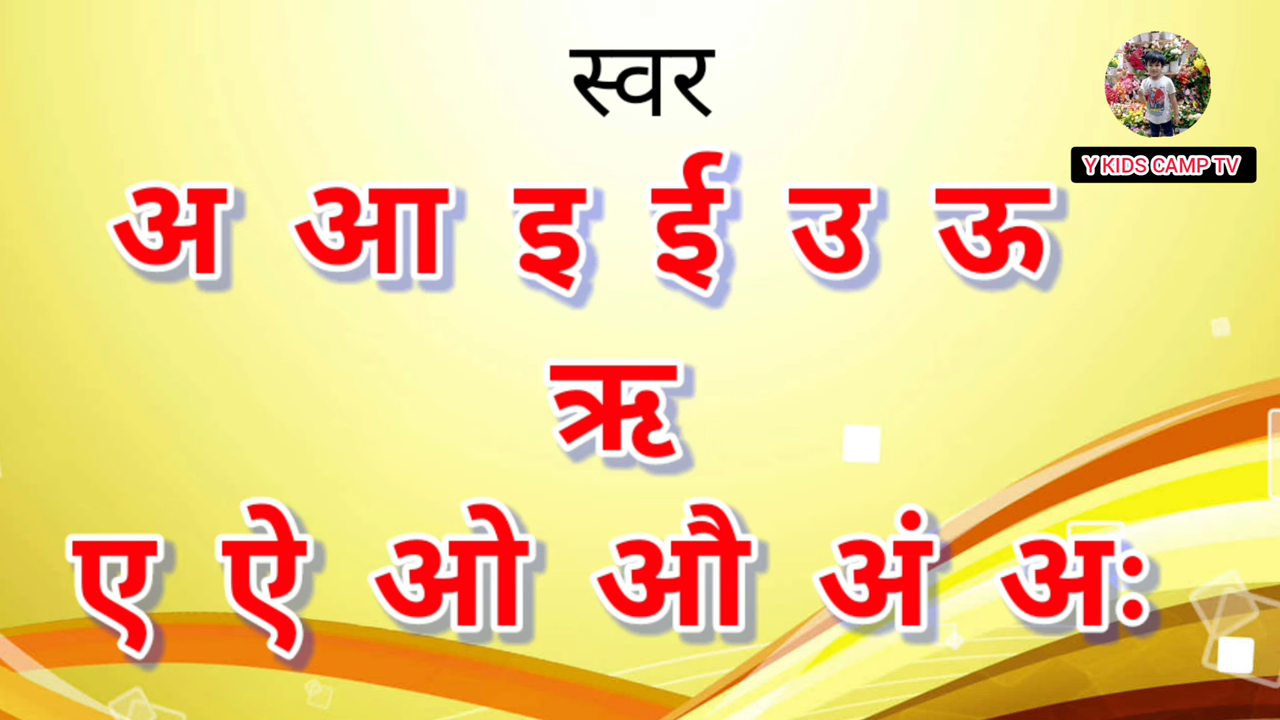 स्वर
Y KIDS CAMP TV
अ आ इ ई उ ऊ
ऋ
ए ऐ ओ औ अं अः